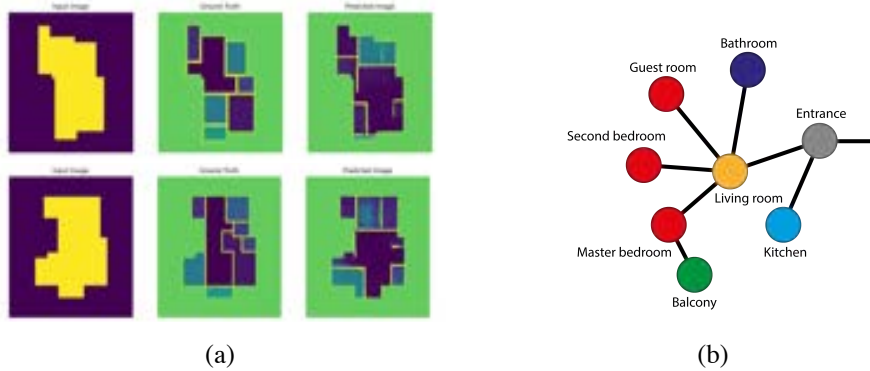 Input Image
Ground Truth
Predicted Image
Input Image
Ground Truth
Predicted Image
(a)
Bathroom
Guest room
Entrance
Second bedroom
Living room
Master bedroom
Kitchen
Balcony
(b)